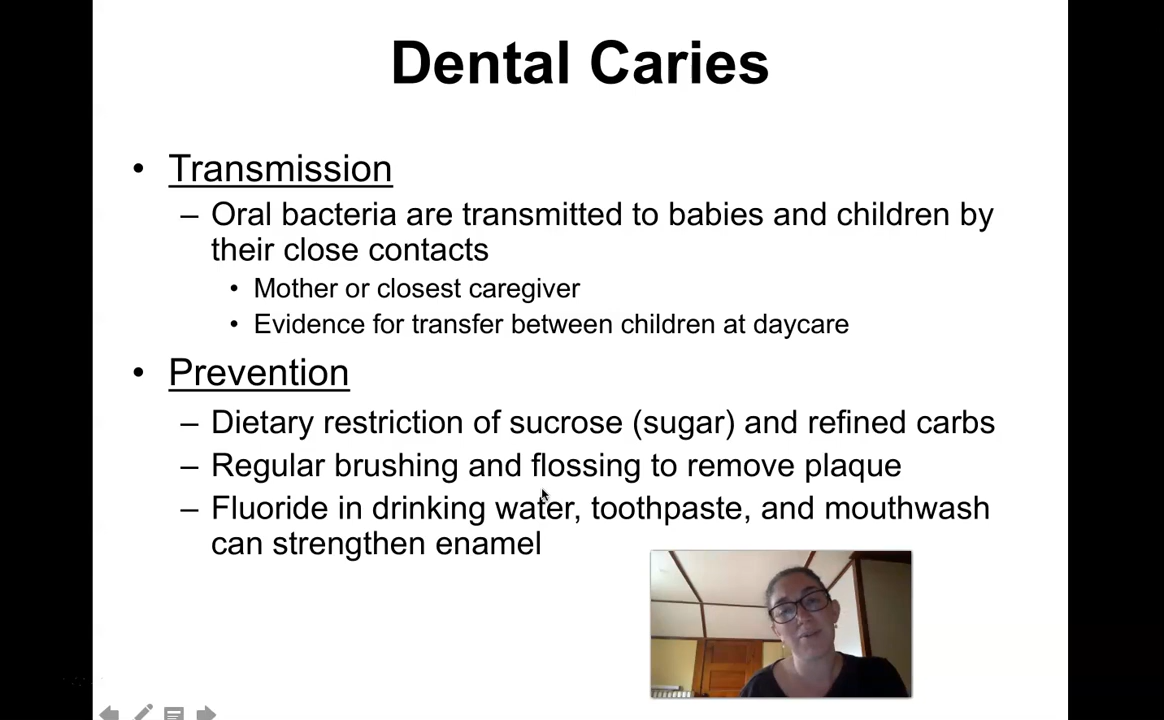 Dental Caries
• Transmission
– Oral bacteria are transmitted to babies and children by
their close contacts
• Mother or closest caregiver
• Evidence for transfer between children at daycare
• Prevention
– Dietary restriction of sucrose (sugar) and refined carbs
– Regular brushing and flossing to remove plaque
– Fluoride in drinking water, toothpaste, and mouthwash
can strengthen enamel